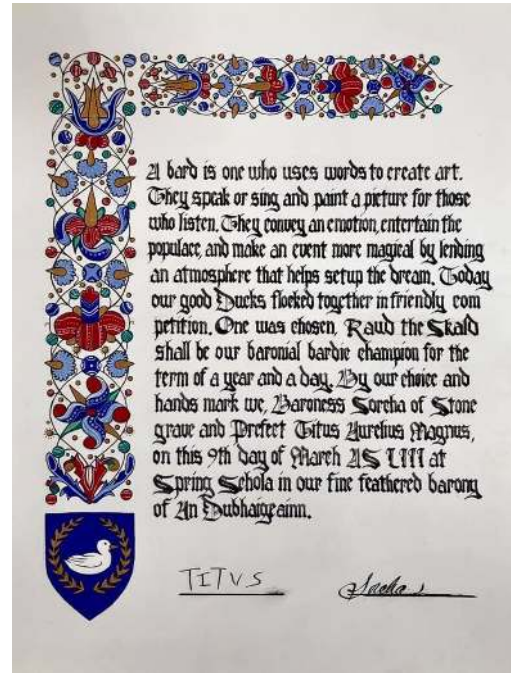 A bard is one who uses words to create art.
They speak or sing and paint a picture for those
who listen. They convey an emotion, entertain the
populace, and make an event more magical by lending
an atmosphere that helps setup the dream. Today
our good Ducks flocked together in friendly com
petition. One was chosen. Raud the Skald
shall be our baronial bardic champion for the
term of a year and a day. By our choice and
hands mark we, Baroness Sorcha of Stone
grave and Prefect Titus Aurelius Magnus,
on this 9th day of March AS LIII at
Spring Schola in our fine feathered barony
of An Dubhaigeainn.
TITVS